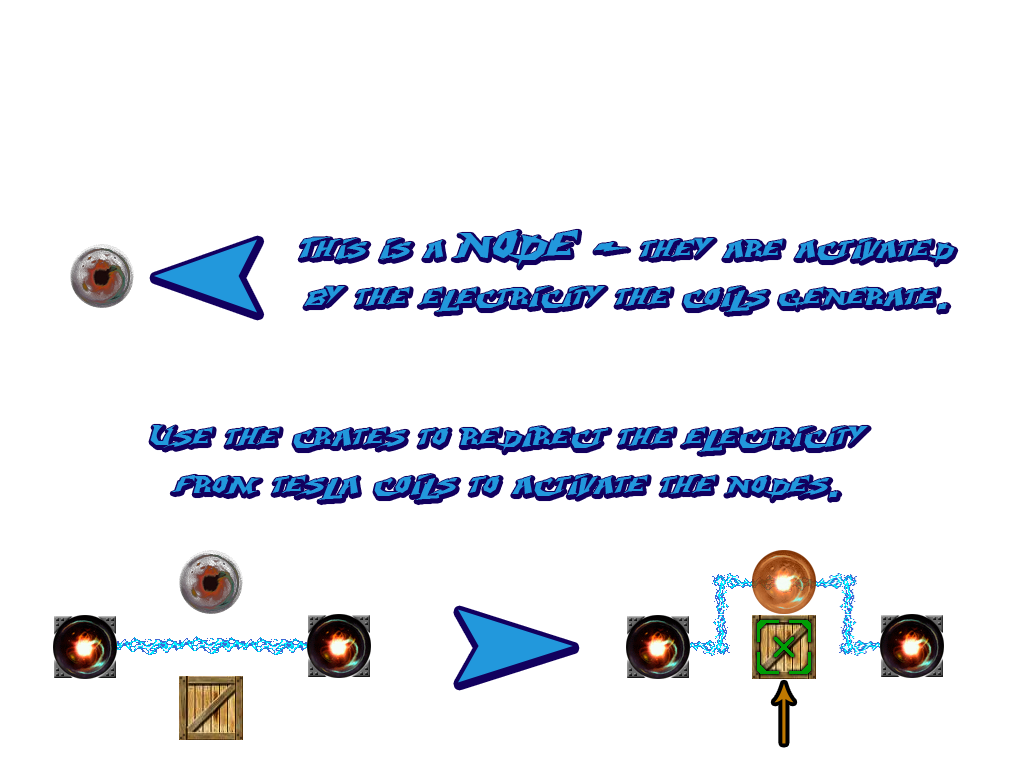 This is a NODE - they are activated
by the electricity the coils generate.
Use the crates to redirect the electricity
from tesla coils to activate the nodes.